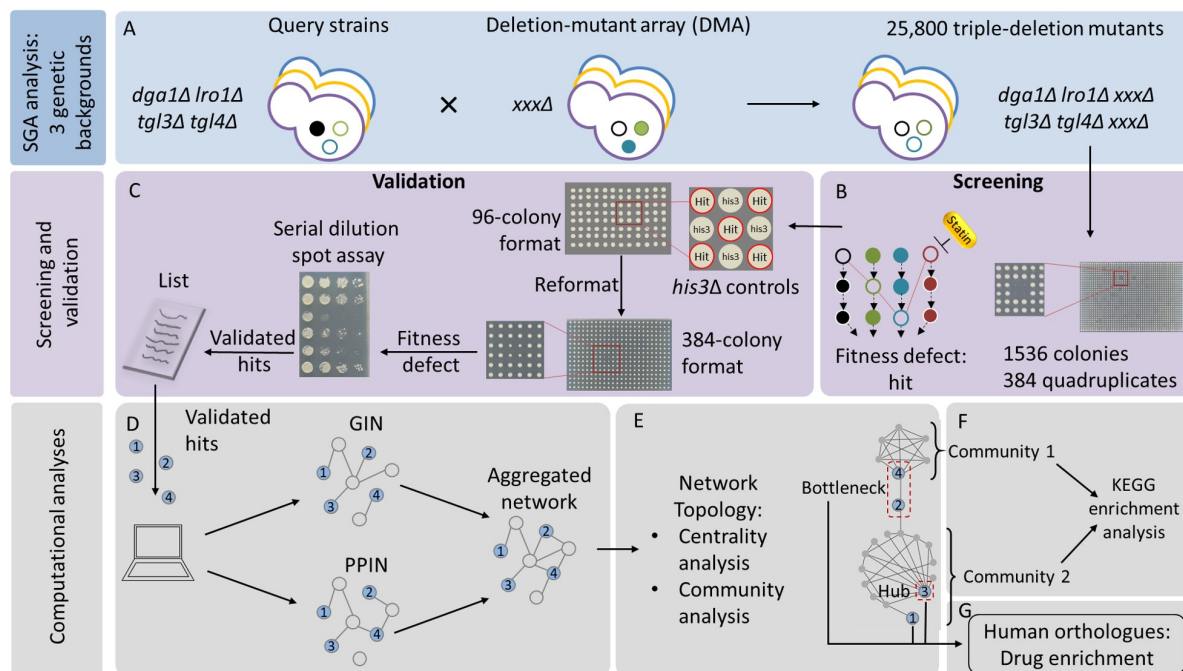 SGA analysis:
3 genetic
backgrounds
A
Query strains
Deletion-mutant array (DMA)
25,800 triple-deletion mutants
dga1Δ lro1Δ
tgl3Δ tgl4Δ
×
xxxΔ
dga1Δ lro1Δ xxxΔ
tgl3Δ tgl4Δ xxxΔ
Screening and
validation
C
Validation
96-colony
format
Hit his3 Hit
his3 Hit his3
Hit his3 Hit
his3Δ controls
Reformat
Serial dilution
spot assay
List
Validated
hits
Fitness
defect
384-colony
format
B
Screening
Statin
Fitness defect:
hit
1536 colonies
384 quadruplicates
Computational analyses
D
Validated
hits
1
2
3
4
GIN
1
2
3
4
PPIN
1
2
3
4
Aggregated
network
1
2
3
4
E
Network
Topology:
• Centrality
analysis
• Community
analysis
Bottleneck
4
2
Hub
3
1
F
Community 1
Community 2
KEGG
enrichment
analysis
G
Human orthologues:
Drug enrichment